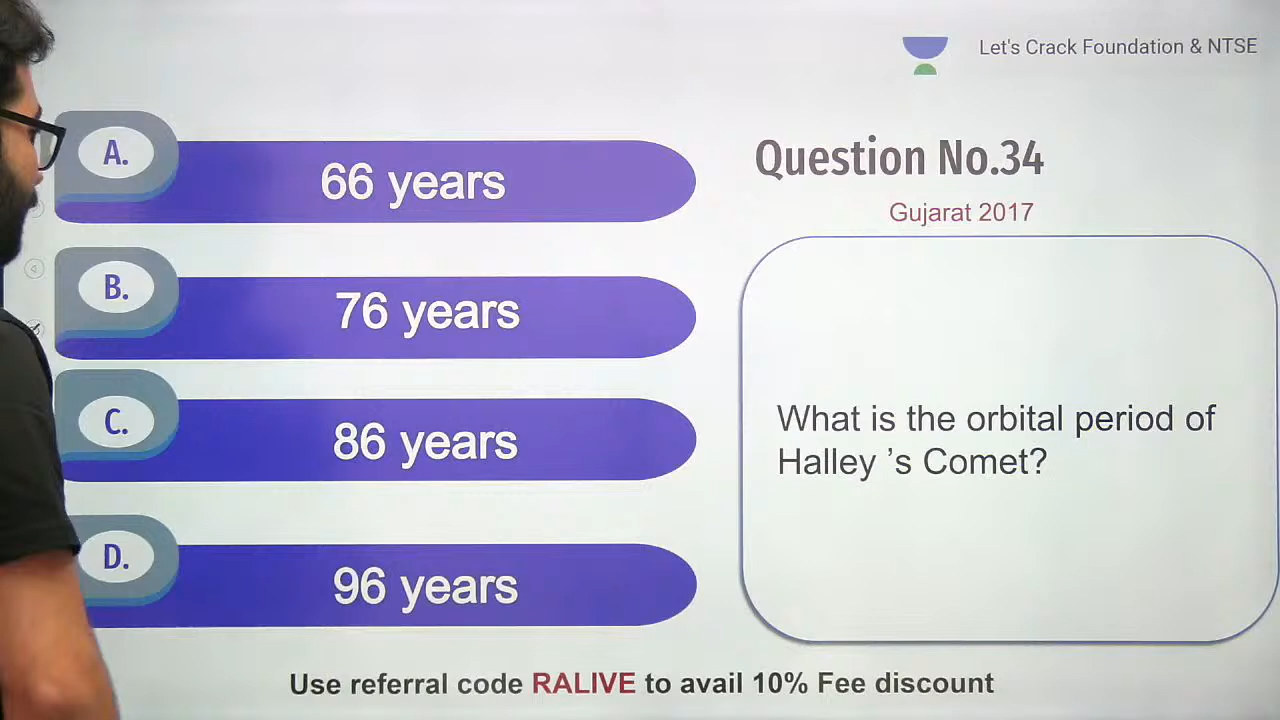 Let's Crack Foundation & NTSE
Question No.34
Gujarat 2017
What is the orbital period of
Halley ’s Comet?
A.
66 years
B.
76 years
C.
86 years
D.
96 years
Use referral code RALIVE to avail 10% Fee discount